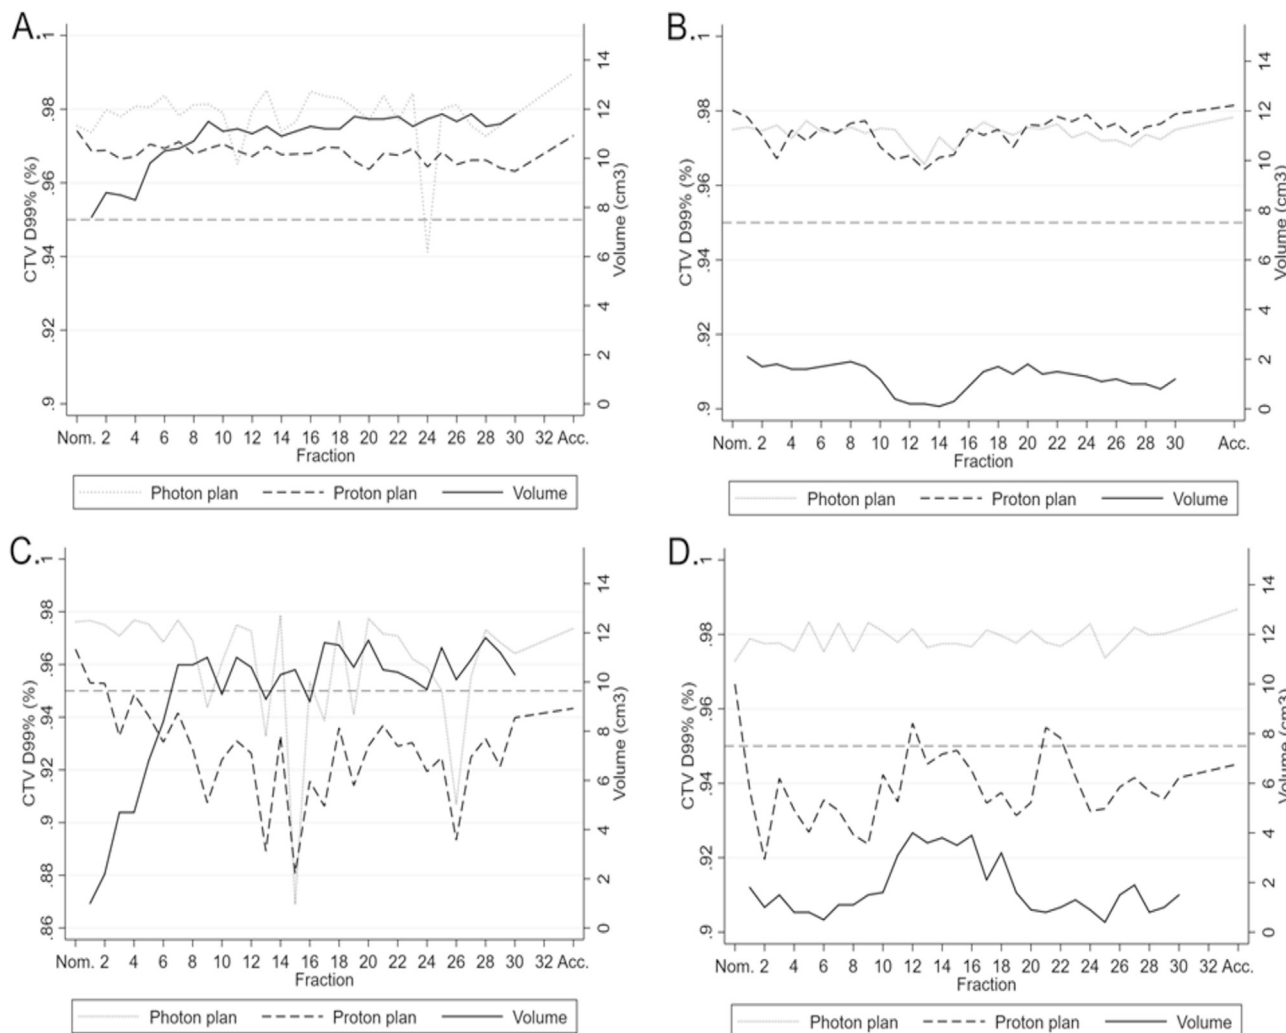 A.
CTV D99% (%)
.1
.98
.96
.94
.92
.9
14
12
10
8
6
4
2
0
Volume (cm3)
Nom. 2 4 6 8 10 12 14 16 18 20 22 24 26 28 30 32 Acc.
Fraction
Photon plan Proton plan Volume
B.
CTV D99% (%)
.1
.98
.96
.94
.92
.9
14
12
10
8
6
4
2
0
Volume (cm3)
Nom. 2 4 6 8 10 12 14 16 18 20 22 24 26 28 30 Acc.
Fraction
Photon plan Proton plan Volume
C.
CTV D99% (%)
.1
.98
.96
.94
.92
.9
.88
.86
14
12
10
8
6
4
2
0
Volume (cm3)
Nom. 2 4 6 8 10 12 14 16 18 20 22 24 26 28 30 32 Acc.
Fraction
Photon plan Proton plan Volume
D.
CTV D99% (%)
.1
.98
.96
.94
.92
.9
14
12
10
8
6
4
2
0
Volume (cm3)
Nom. 2 4 6 8 10 12 14 16 18 20 22 24 26 28 30 32 Acc.
Fraction
Photon plan Proton plan Volume